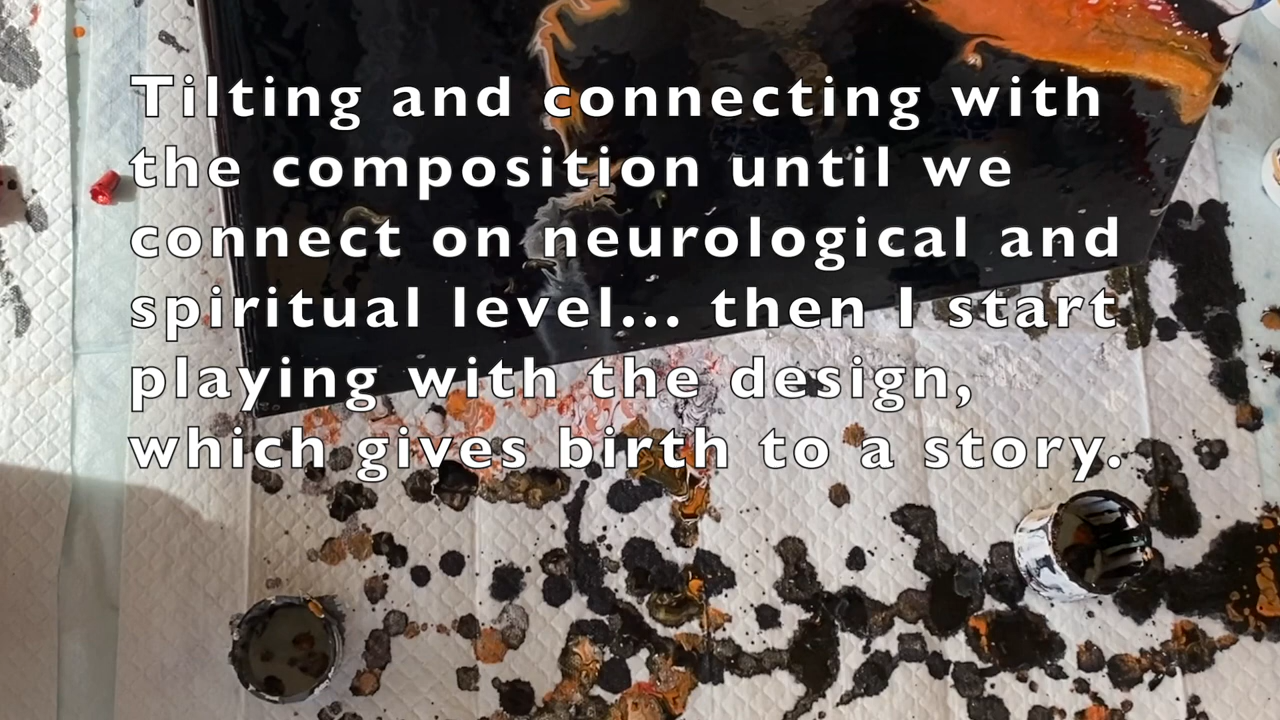 Tilting and connecting with
the composition until we
connect on neurological and
spiritual level... then I start
playing with the design,
which gives birth to a story.